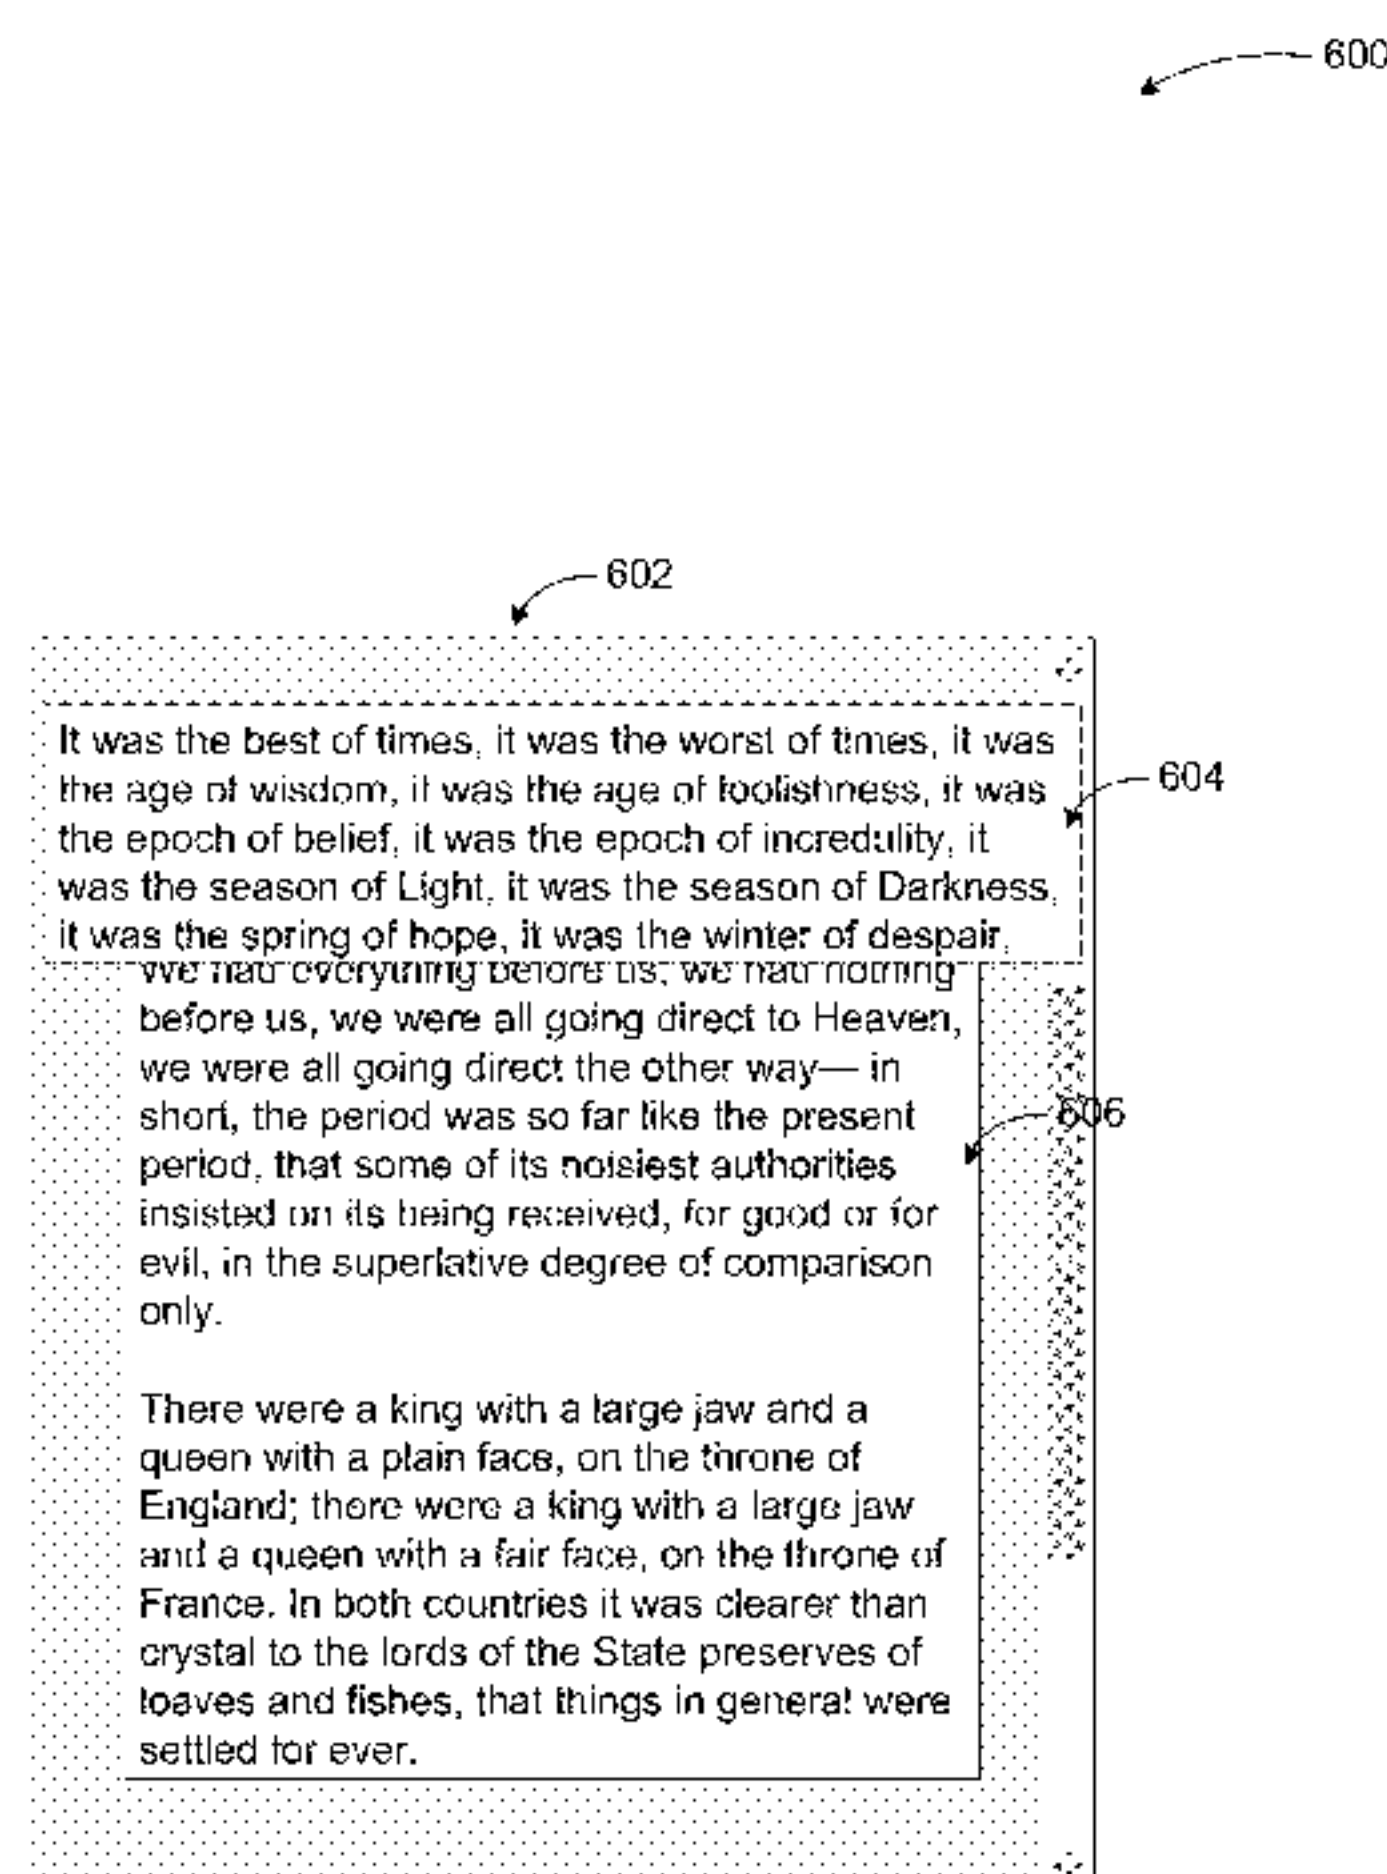 600
602
It was the best of times, it was the worst of times, it was
the age of wisdom, it was the age of foolishness, it was
604
the epoch of belief, it was the epoch of incredulity, it
was the season of Light, it was the season of Darkness,
it was the spring of hope, it was the winter of despair,
we had everything before us, we had nothing
before us, we were all going direct to Heaven,
we were all going direct the other way— in
short, the period was so far like the present
606
period, that some of its noisiest authorities
insisted on its being received, for good or for
evil, in the superlative degree of comparison
only.
There were a king with a large jaw and a
queen with a plain face, on the throne of
England; there were a king with a large jaw
and a queen with a fair face, on the throne of
France. In both countries it was clearer than
crystal to the lords of the State preserves of
loaves and fishes, that things in general were
settled for ever.